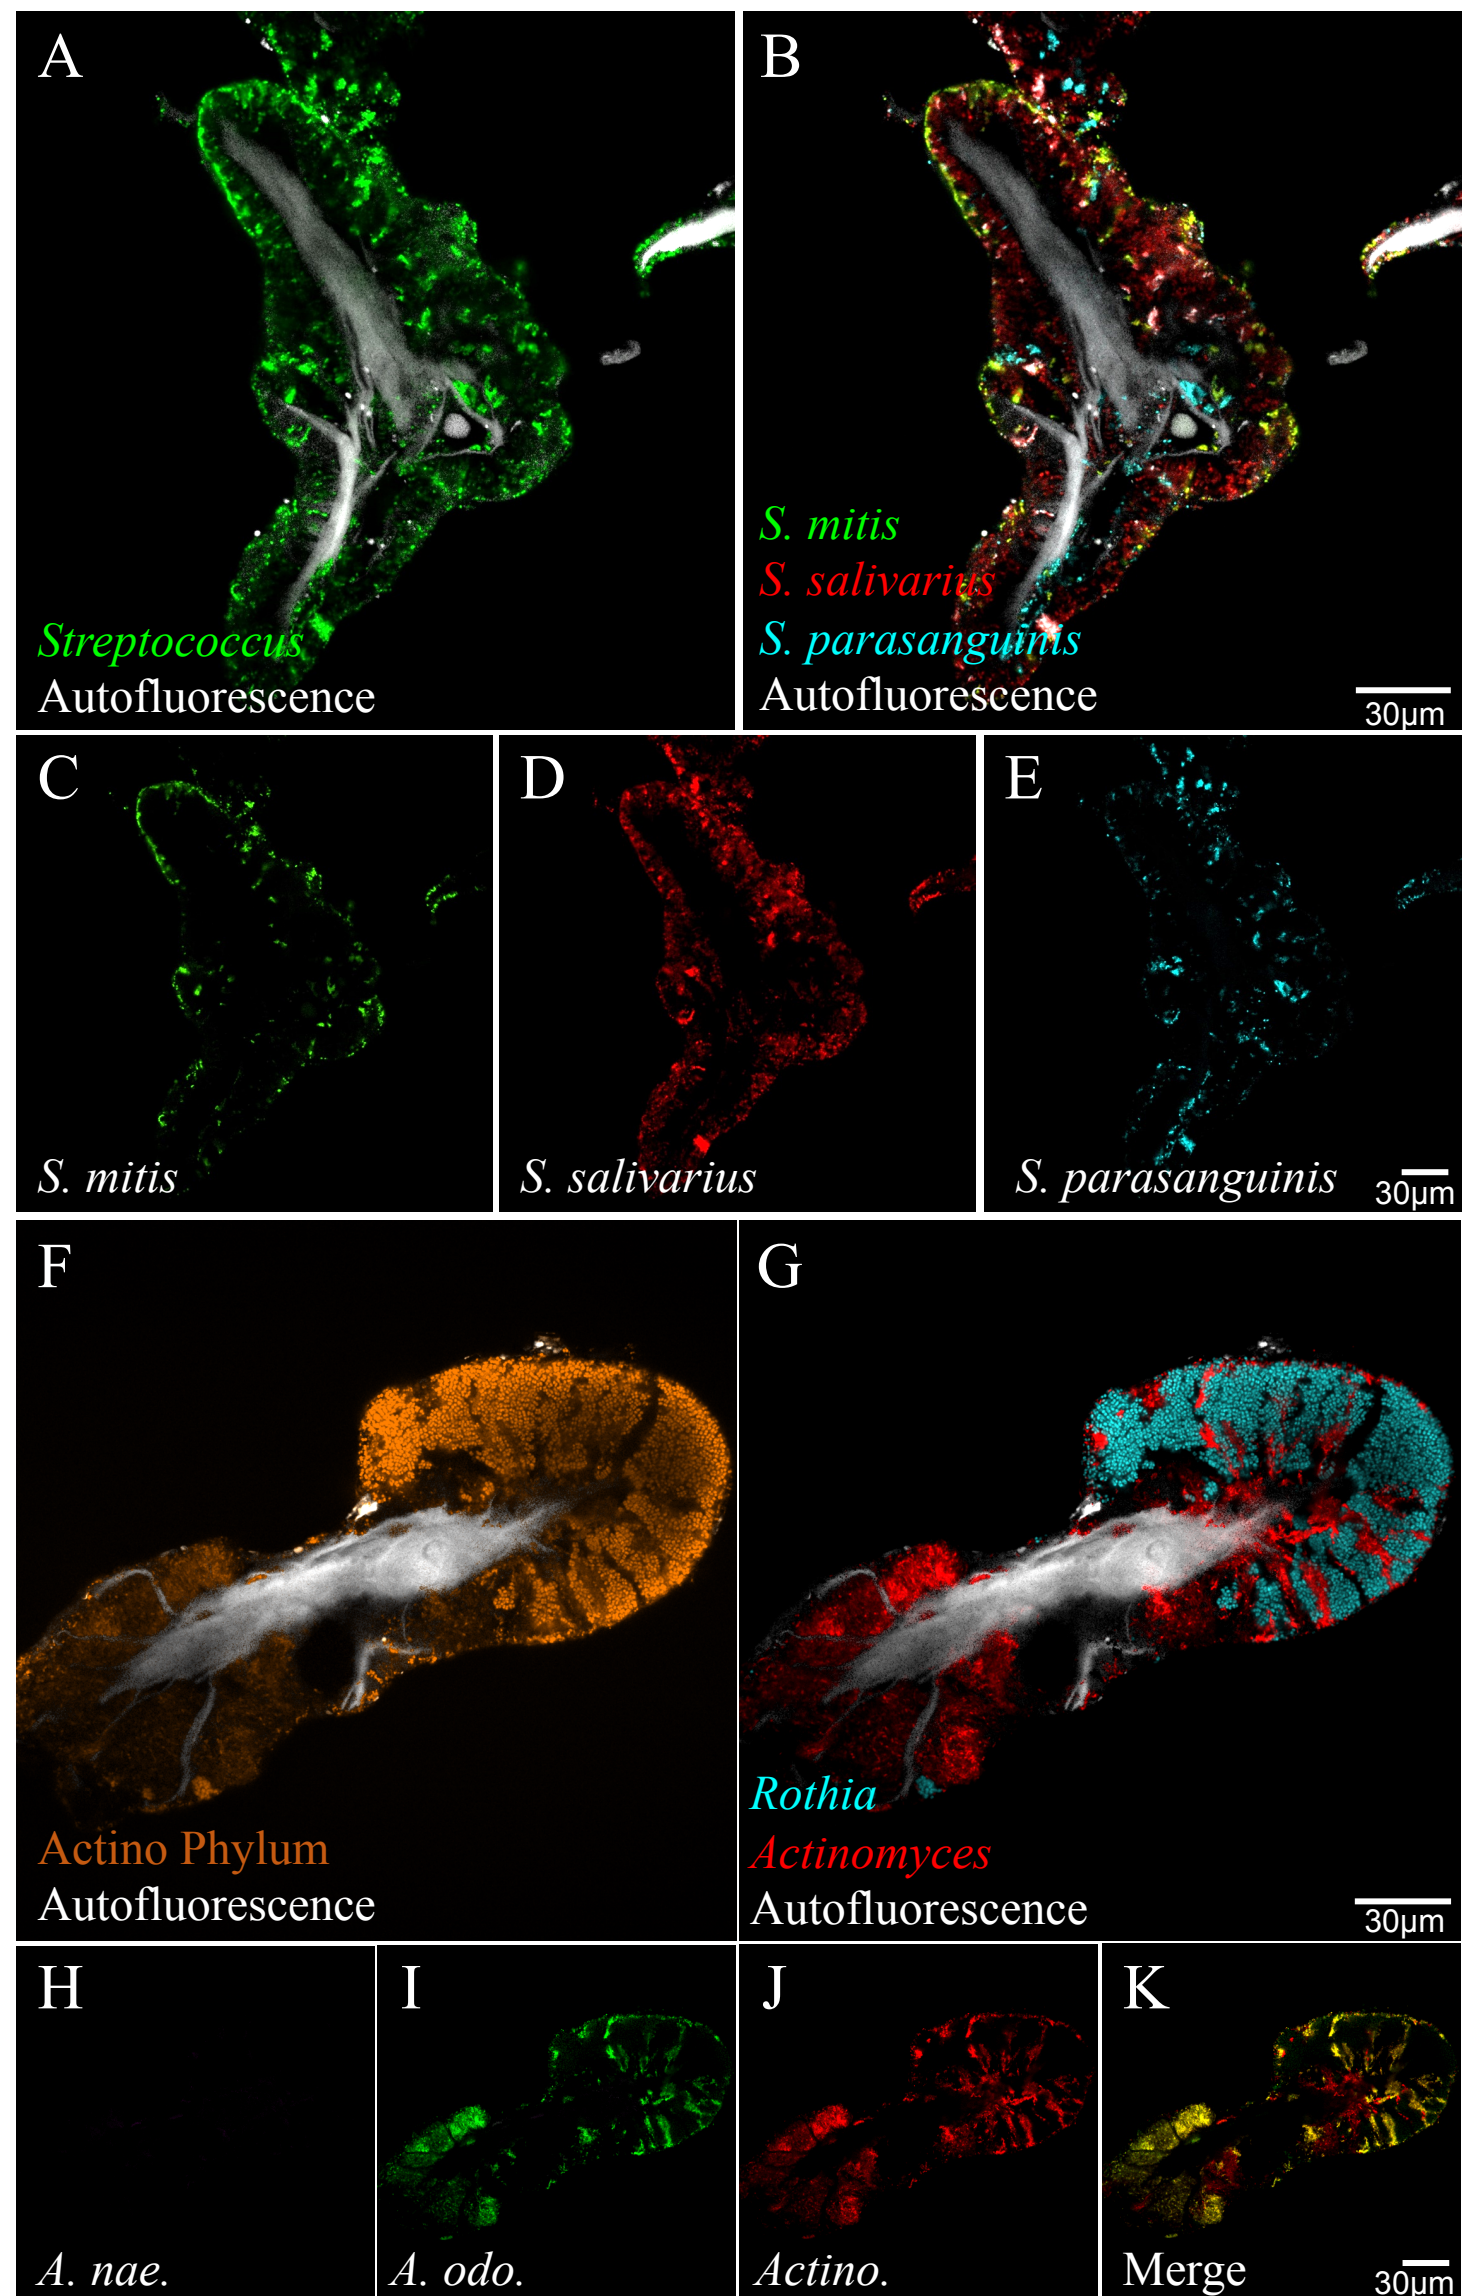 A
Streptococcus
Autofluorescence
B
S. mitis
S. salivarius
S. parasanguinis
Autofluorescence
30µm
C
S. mitis
D
S. salivarius
E
S. parasanguinis
30µm
F
Actino Phylum
Autofluorescence
G
Rothia
Actinomyces
Autofluorescence
30µm
H
A. nae.
I
A. odo.
J
Actino.
K
Merge
30µm